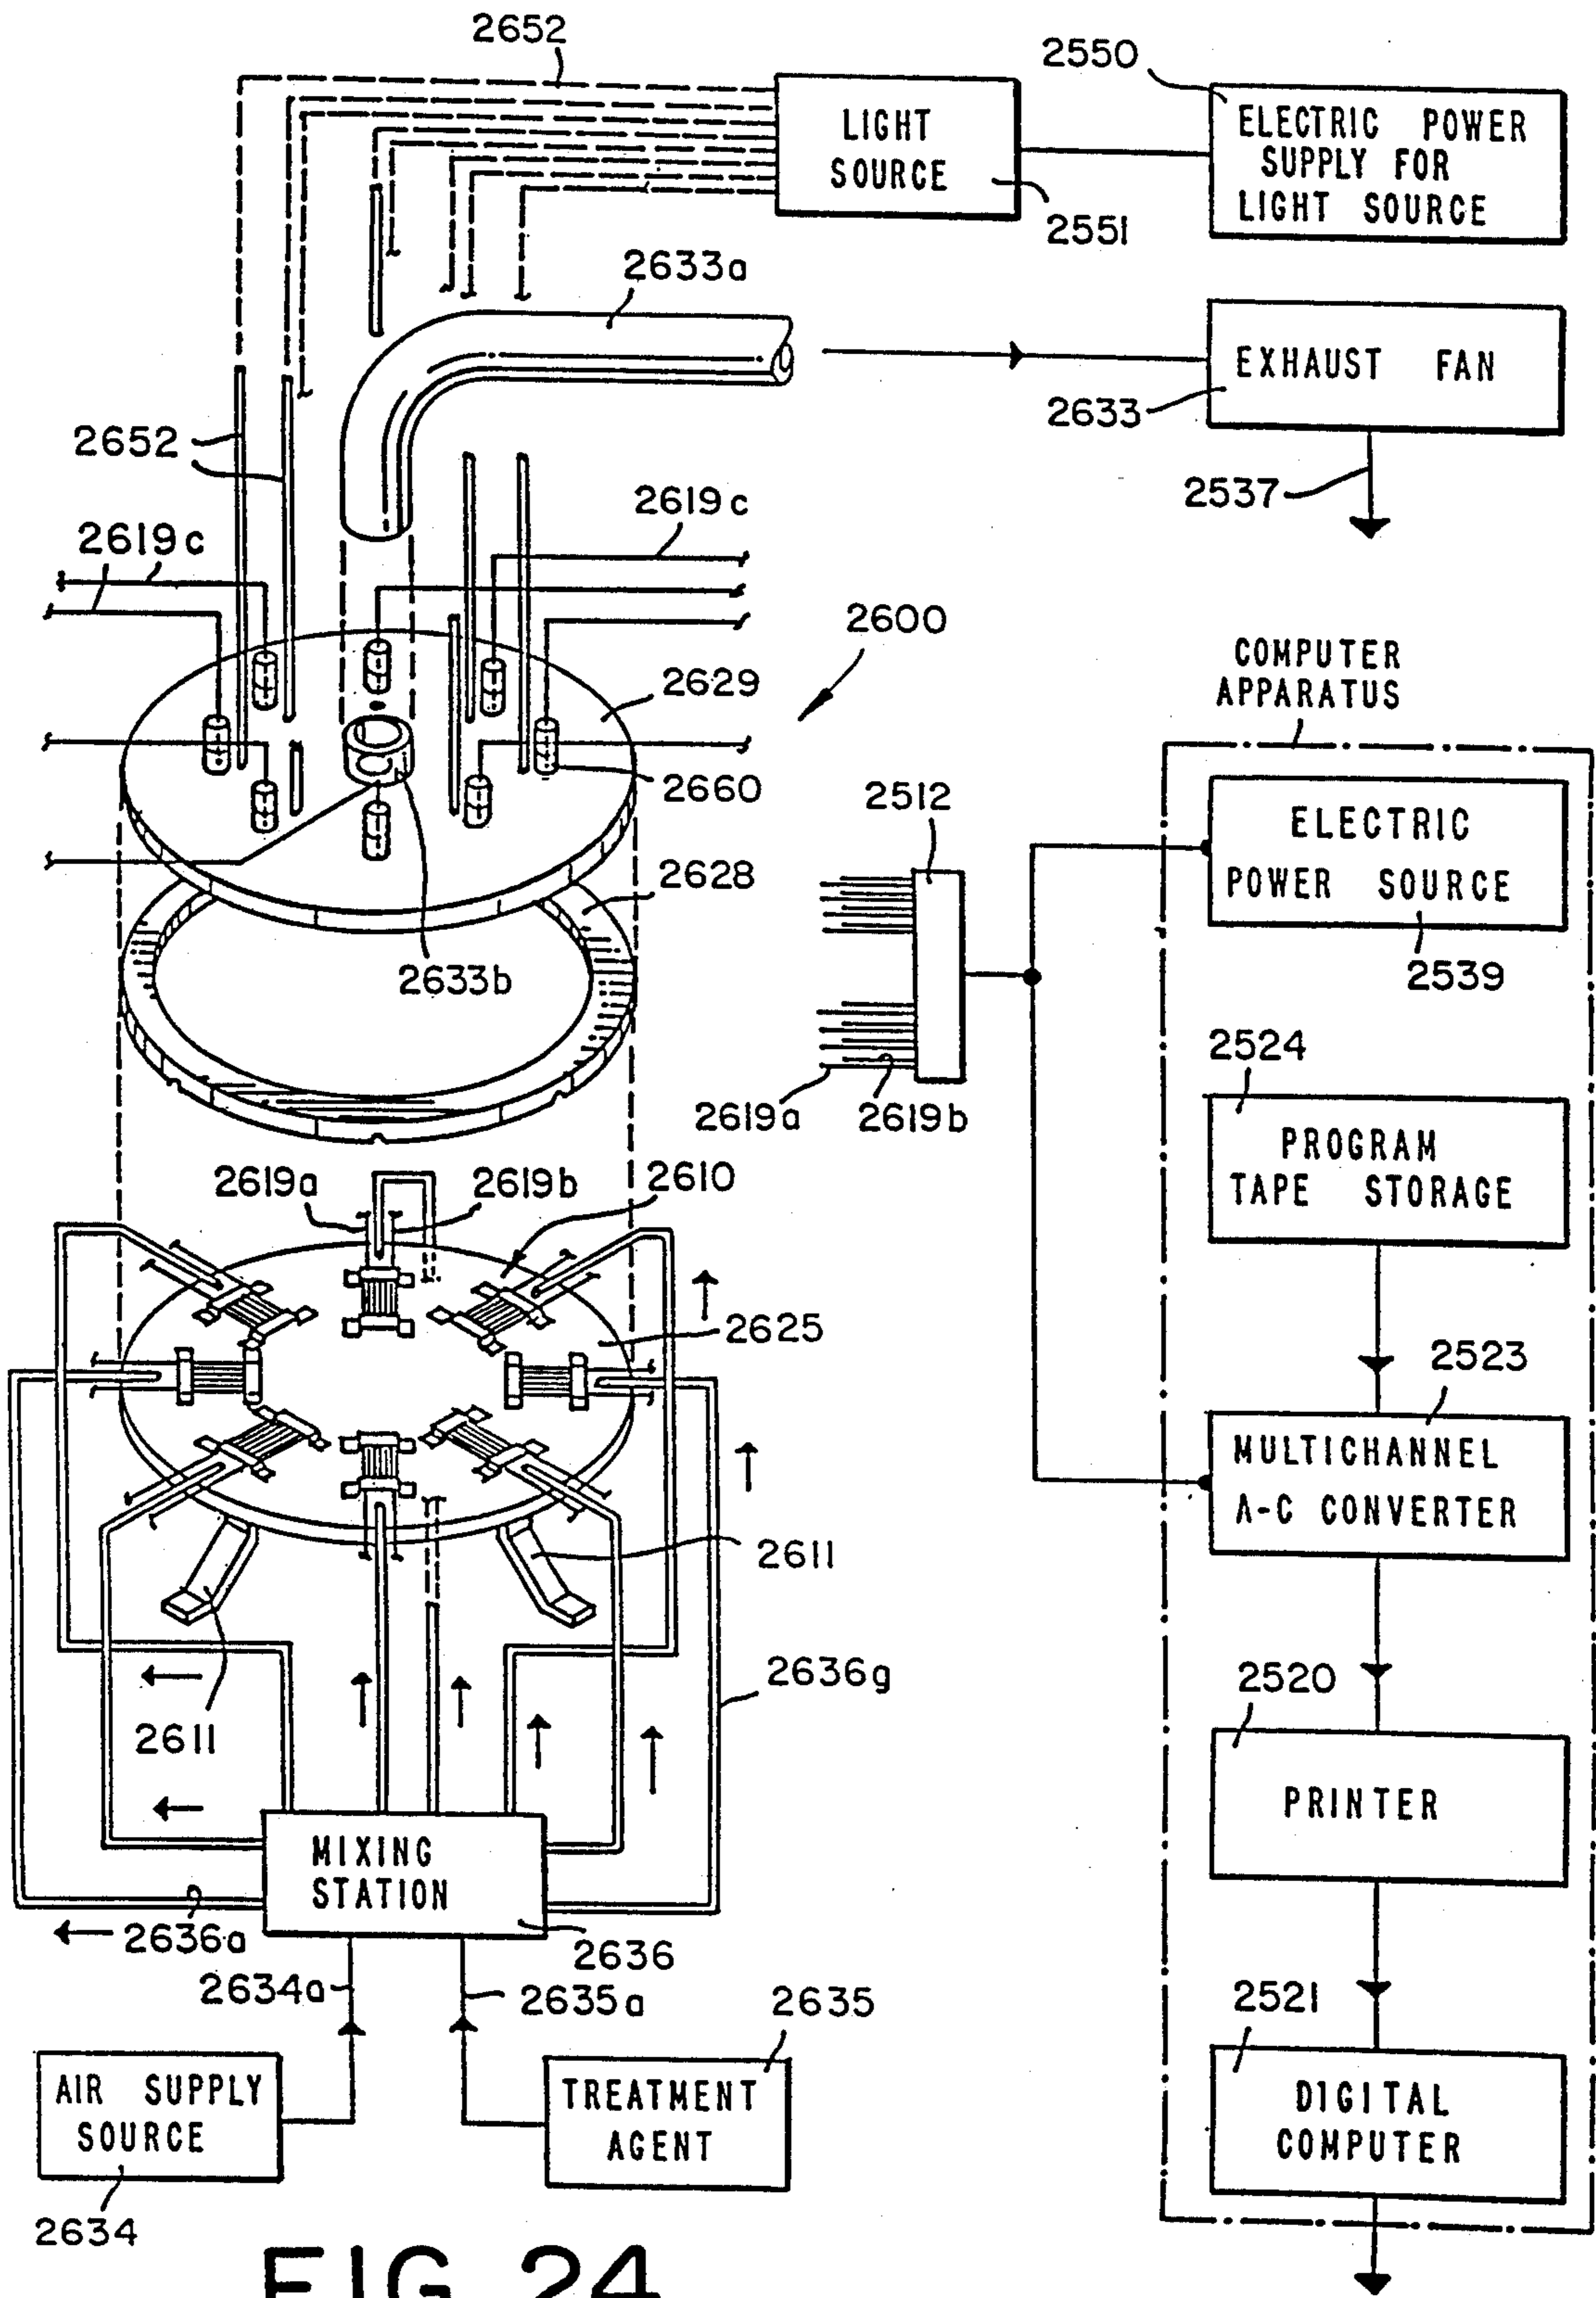 2652
2550
LIGHT
SOURCE
2551
ELECTRIC POWER
SUPPLY FOR
LIGHT SOURCE
2633a
EXHAUST FAN
2633
2537
2652
2619c
2619c
2600
2629
2660
2628
2633b
COMPUTER
APPARATUS
2512
ELECTRIC
POWER SOURCE
2539
2619a
2619b
2524
PROGRAM
TAPE STORAGE
2619a
2619b
2610
2625
2523
MULTICHANNEL
A-C CONVERTER
2611
2611
2636g
2520
PRINTER
MIXING
STATION
2636a
2636
2634a
2635a
2635
2521
AIR SUPPLY
SOURCE
2634
TREATMENT
AGENT
DIGITAL
COMPUTER
FIG. 24